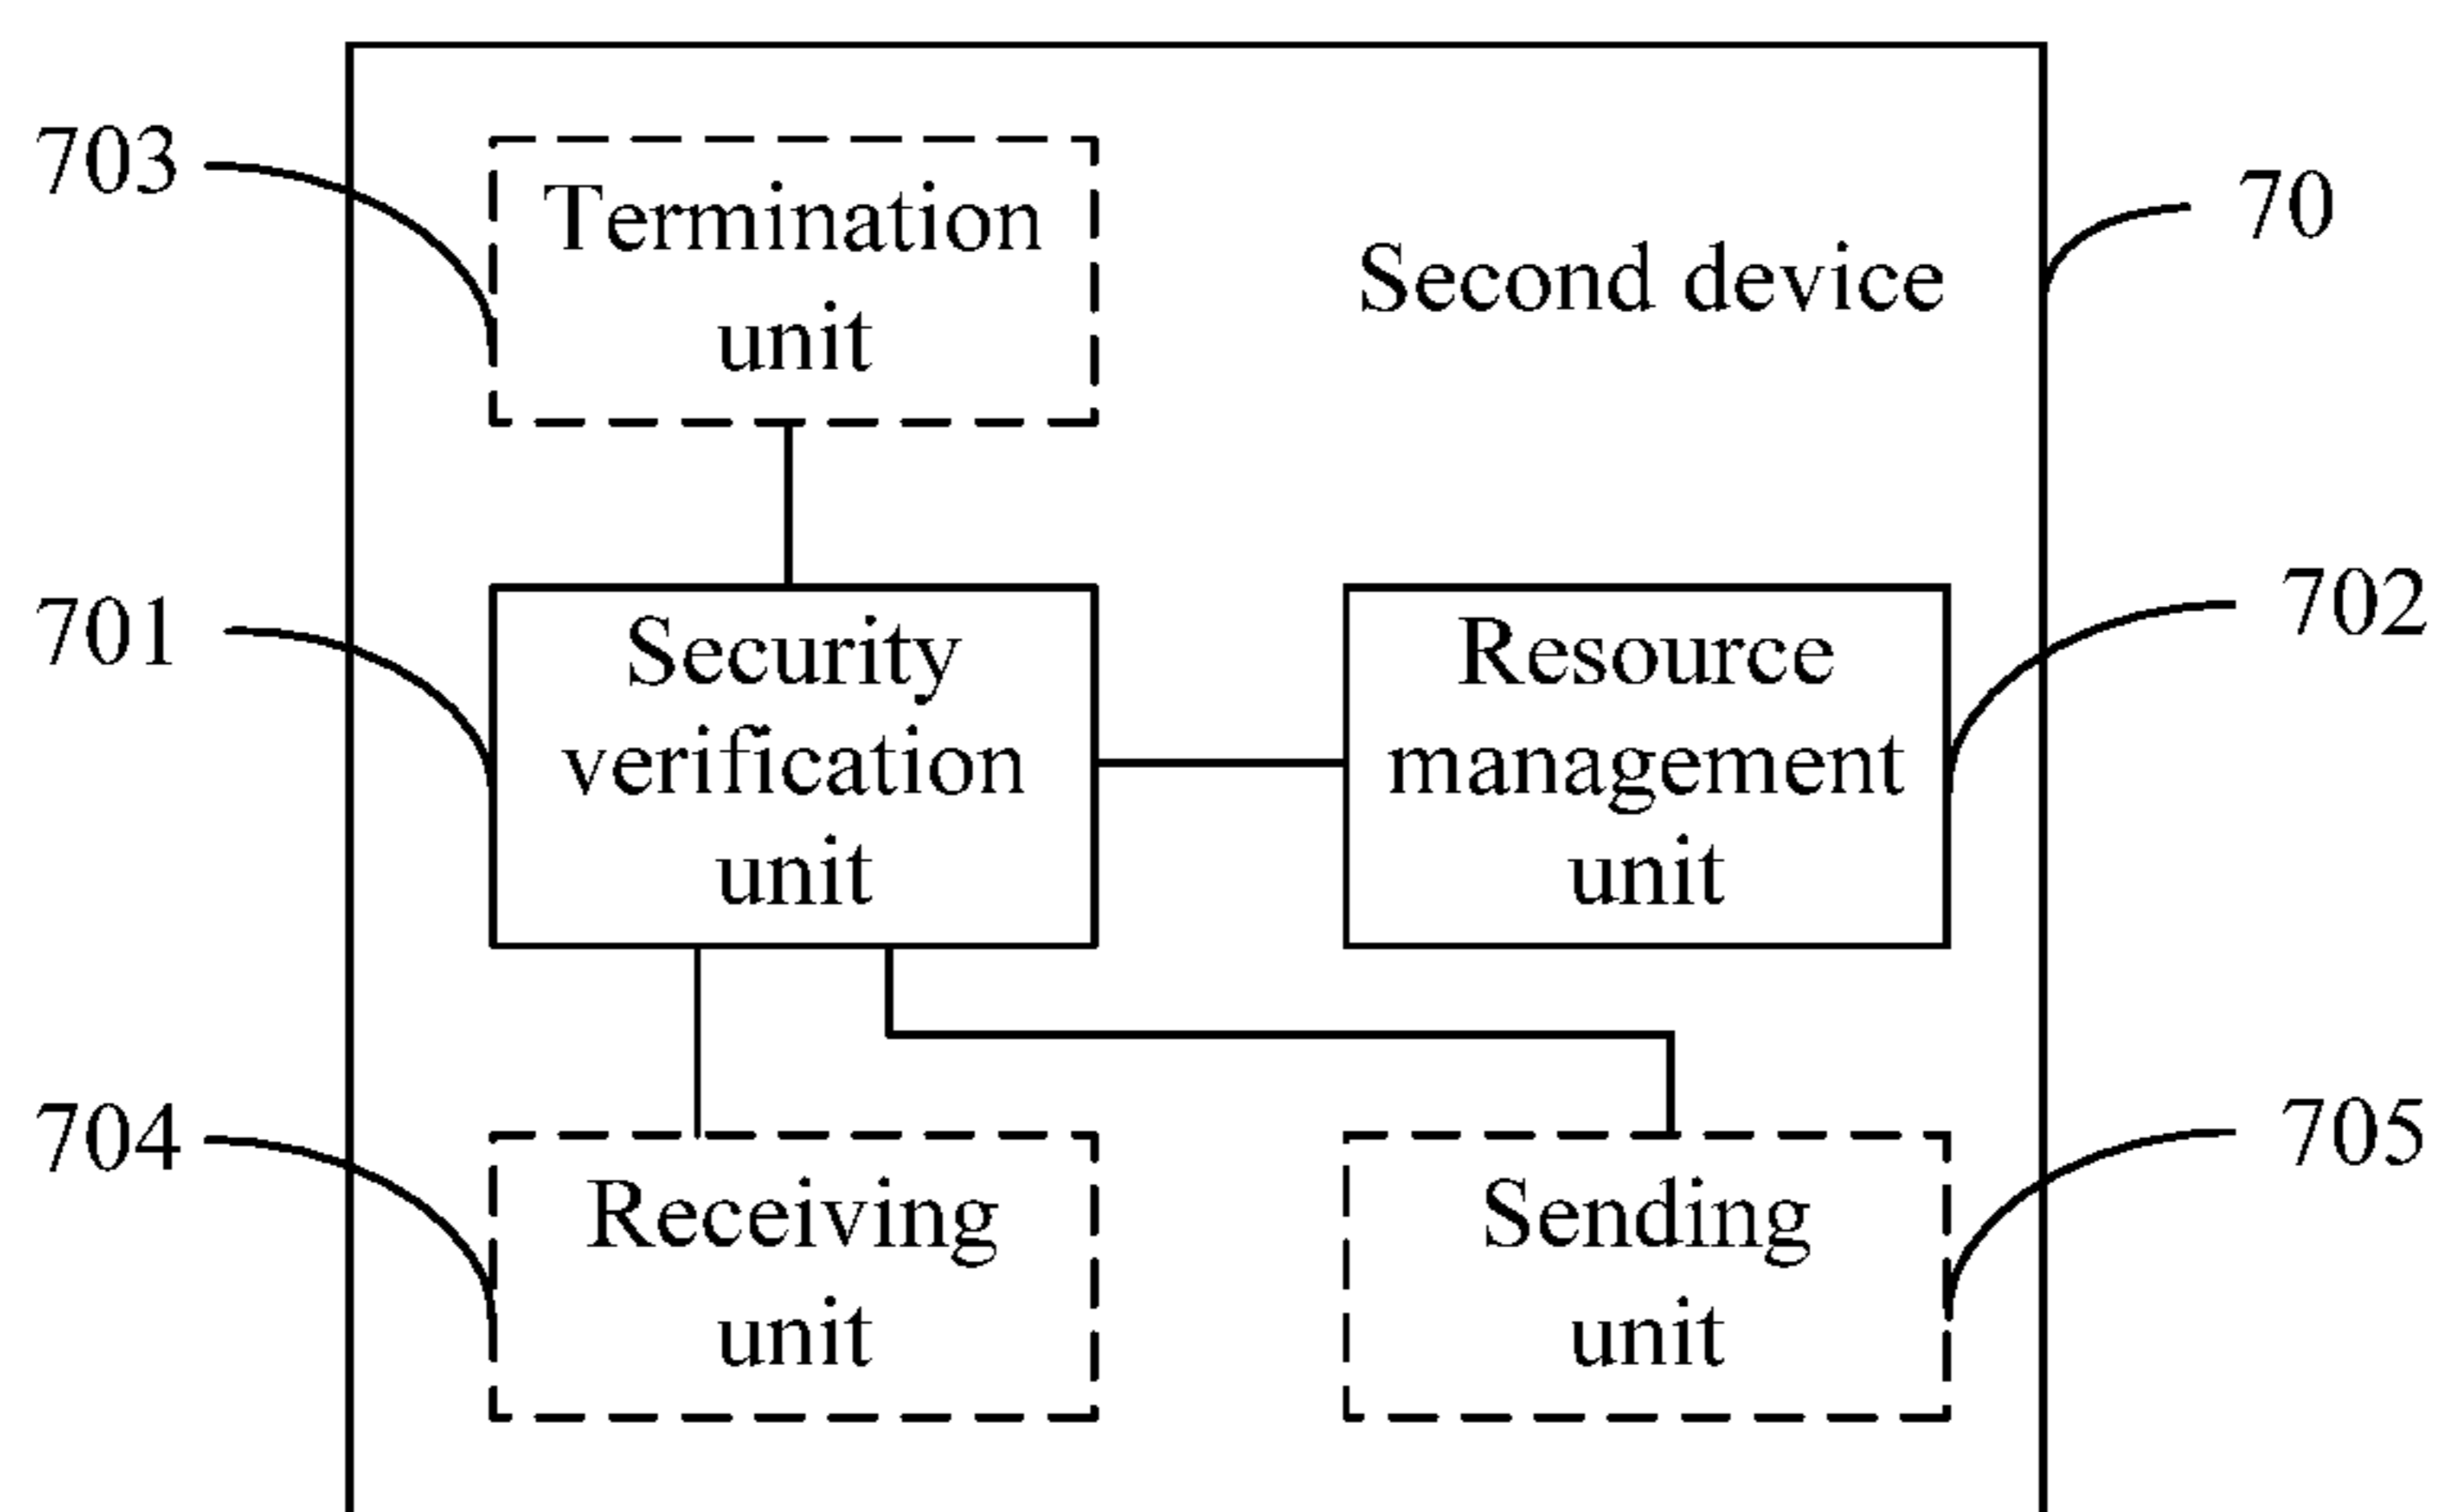 703
Termination
unit
Second device
70
701
Security
verification
unit
Resource
management
unit
702
704
Receiving
unit
Sending
unit
705